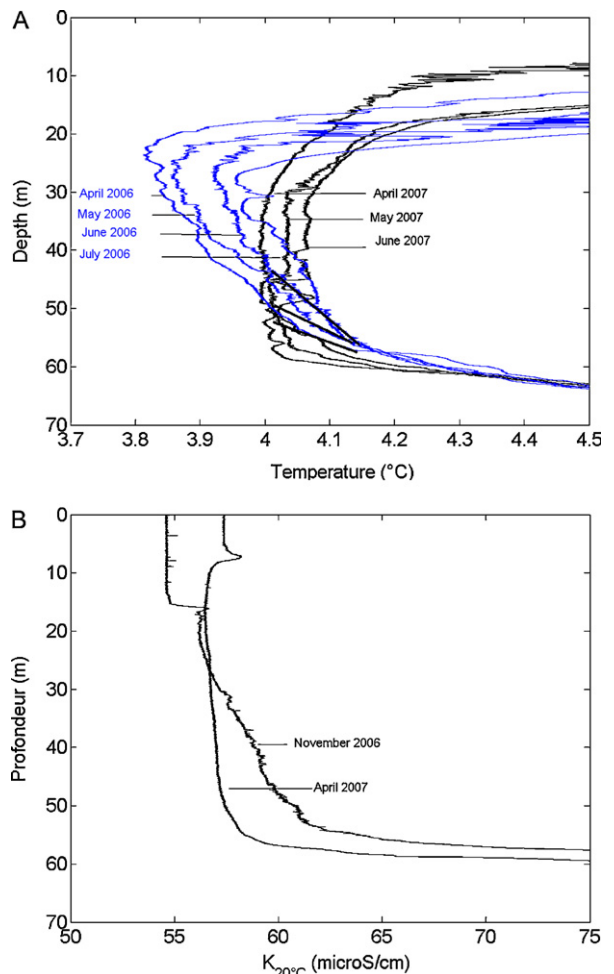 A
0
10
20
30
40
50
60
70
Depth (m)
April 2006
May 2006
June 2006
July 2006
April 2007
May 2007
June 2007
3.7 3.8 3.9 4 4.1 4.2 4.3 4.4 4.5
Temperature (°C)
B
0
10
20
30
40
50
60
70
Profondeur (m)
November 2006
April 2007
50 55 60 65 70 75
K20°C (microS/cm)